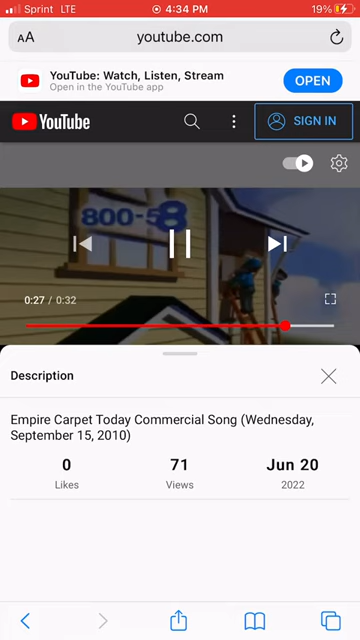 Sprint LTE 4:34 PM 19%
AA youtube.com
YouTube: Watch, Listen, Stream
Open in the YouTube app
OPEN
YouTube SIGN IN
800-58
0:27 / 0:32
Description
Empire Carpet Today Commercial Song (Wednesday,
September 15, 2010)
0 71 Jun 20
Likes Views 2022